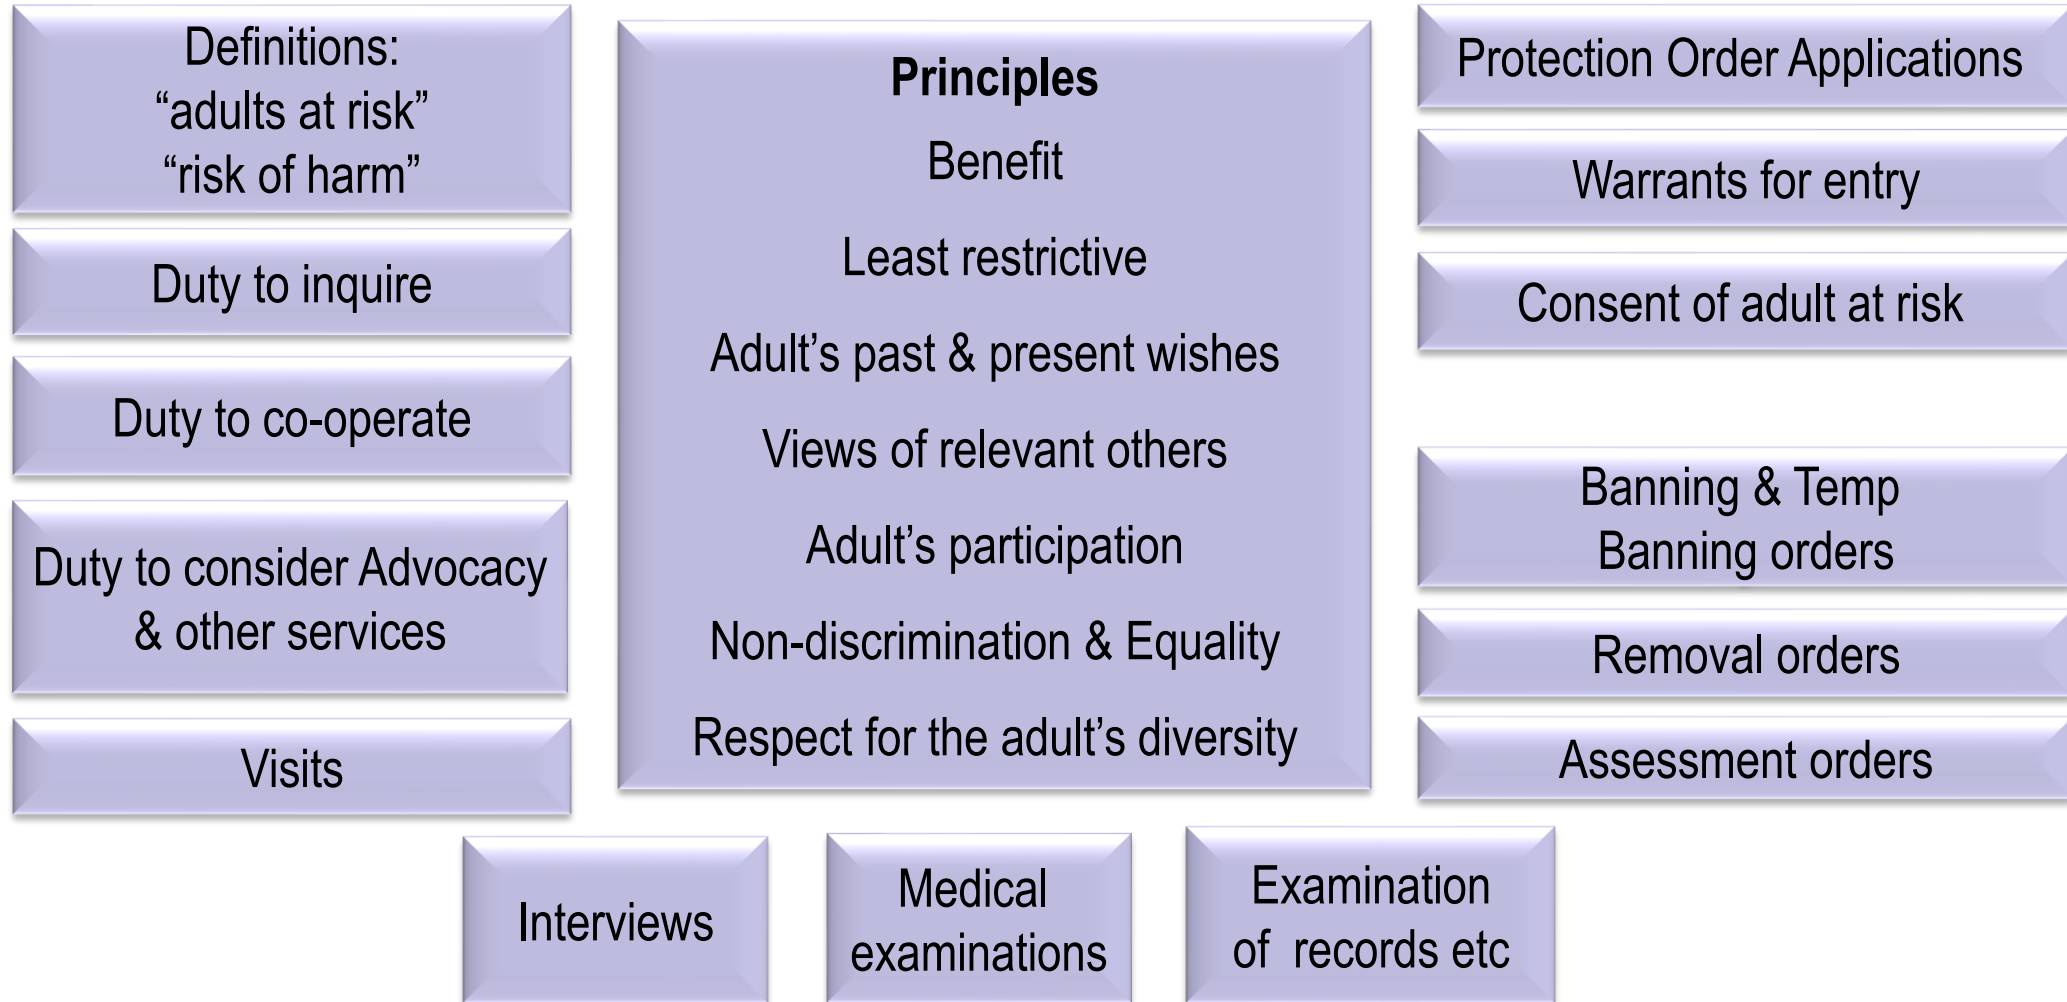 Definitions:
“adults at risk”
“risk of harm”
Duty to inquire
Duty to co-operate
Duty to consider Advocacy
& other services
Visits
Principles
Benefit
Least restrictive
Adult’s past & present wishes
Views of relevant others
Adult’s participation
Non-discrimination & Equality
Respect for the adult’s diversity
Protection Order Applications
Warrants for entry
Consent of adult at risk
Banning & Temp
Banning orders
Removal orders
Assessment orders
Interviews
Medical
examinations
Examination
of records etc